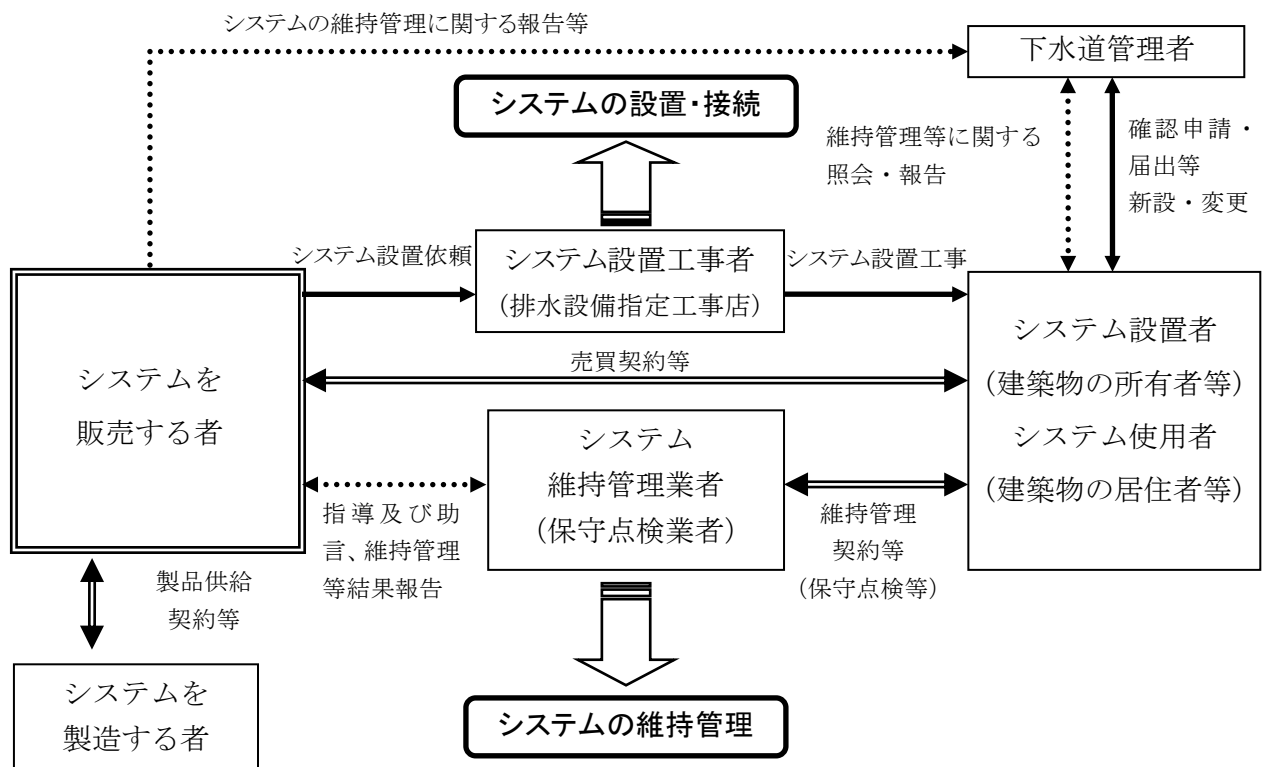 システムの維持管理に関する報告等
下水道管理者
システムの設置・接続
維持管理等に関する
照会・報告
確認申請・
届出等
新設・変更
システム設置依頼
システム設置工事者
（排水設備指定工事店）
システム設置工事
システムを
販売する者
売買契約等
システム設置者
（建築物の所有者等）
システム使用者
（建築物の居住者等）
システム
維持管理業者
（保守点検業者）
指導及び助
言、維持管理
等結果報告
維持管理
契約等
（保守点検等）
製品供給
契約等
システムを
製造する者
システムの維持管理